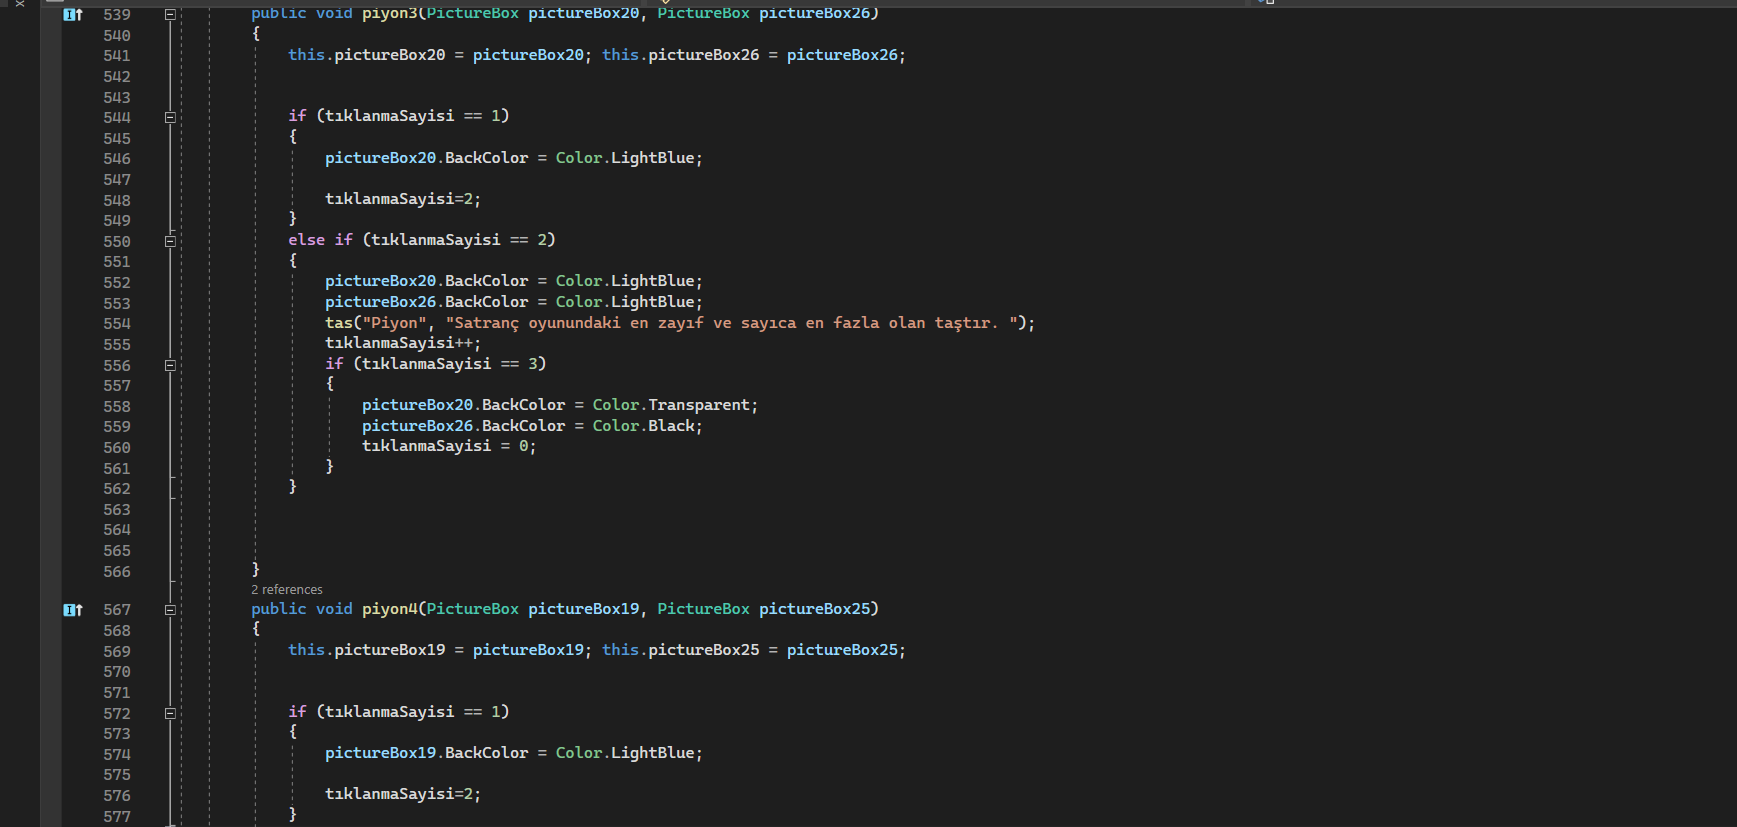 539 public void piyon3(PictureBox pictureBox20, PictureBox pictureBox26)
540 {
541 this.pictureBox20 = pictureBox20; this.pictureBox26 = pictureBox26;
542
543
544 if (tıklanmaSayisi == 1)
545 {
546 pictureBox20.BackColor = Color.LightBlue;
547
548 tıklanmaSayisi=2;
549 }
550 else if (tıklanmaSayisi == 2)
551 {
552 pictureBox20.BackColor = Color.LightBlue;
553 pictureBox26.BackColor = Color.LightBlue;
554 tas("Piyon", "Satranç oyunundaki en zayıf ve sayıca en fazla olan taştır. ");
555 tıklanmaSayisi++;
556 if (tıklanmaSayisi == 3)
557 {
558 pictureBox20.BackColor = Color.Transparent;
559 pictureBox26.BackColor = Color.Black;
560 tıklanmaSayisi = 0;
561 }
562 }
563
564
565
566 }
2 references
567 public void piyon4(PictureBox pictureBox19, PictureBox pictureBox25)
568 {
569 this.pictureBox19 = pictureBox19; this.pictureBox25 = pictureBox25;
570
571
572 if (tıklanmaSayisi == 1)
573 {
574 pictureBox19.BackColor = Color.LightBlue;
575
576 tıklanmaSayisi=2;
577 }